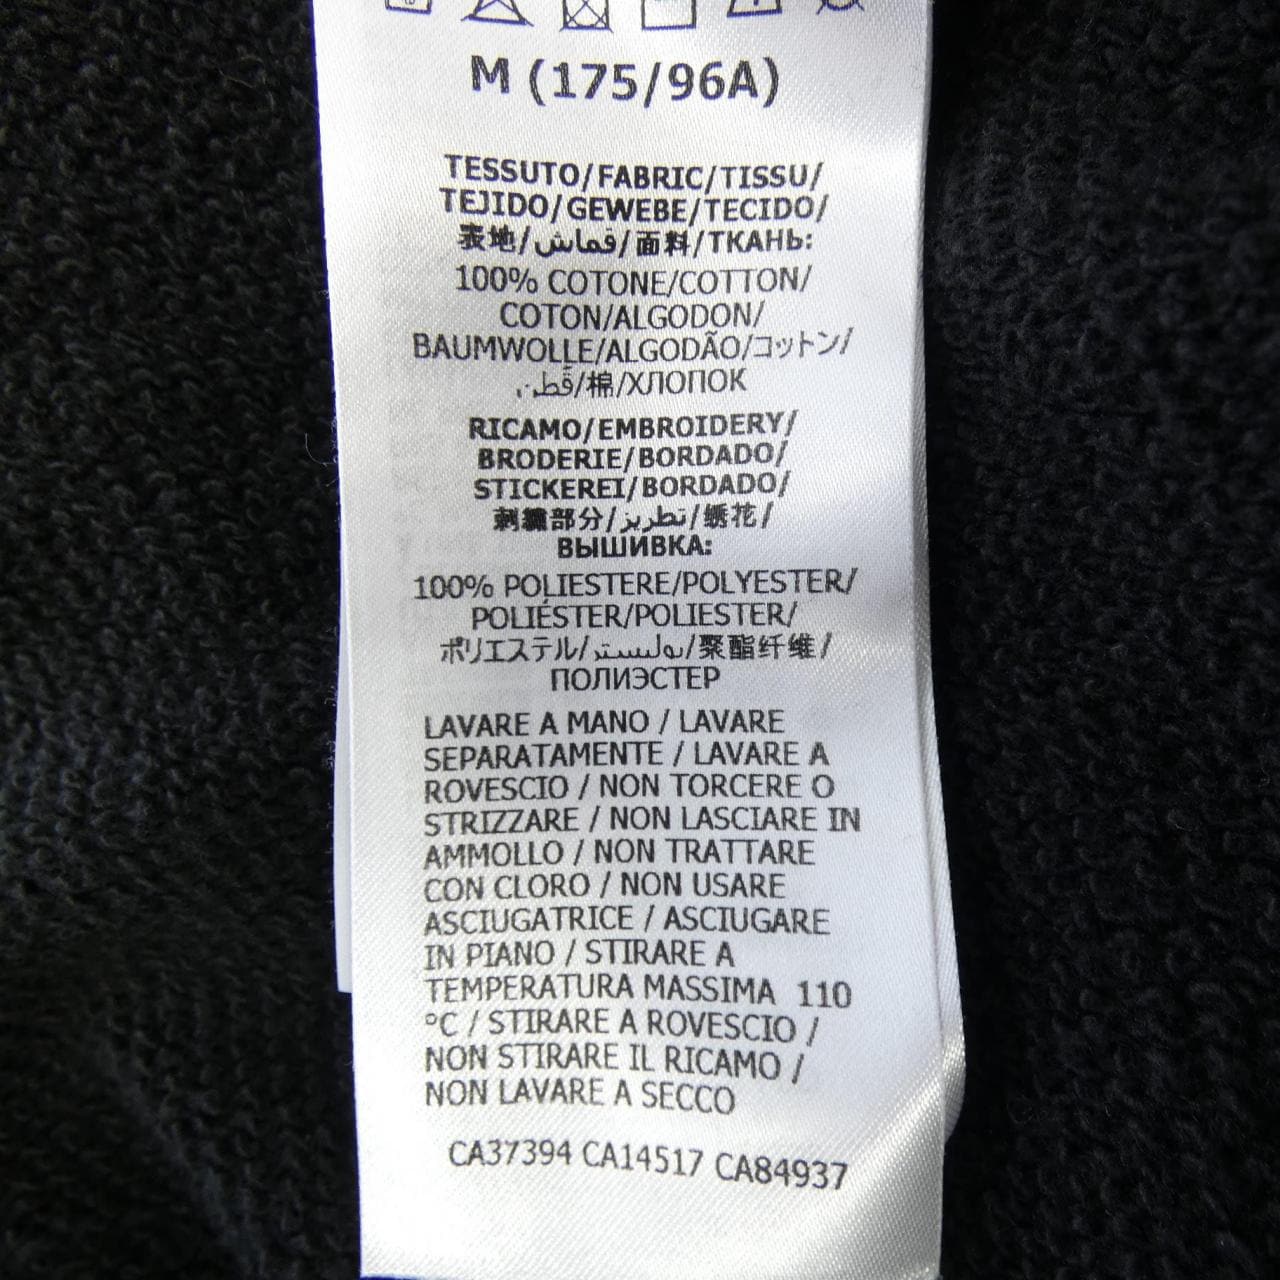 M (175/96A)
TESSUTO/FABRIC/TISSU/
TEJIDO/GEWEBE/TECIDO/
表地/قماش/面料/ТКАНЬ:
100% COTONE/COTTON/
COTON/ALGODON/
BAUMWOLLE/ALGODÃO/コットン/
قطن/棉/ХЛОПОК
RICAMO/EMBROIDERY/
BRODERIE/BORDADO/
STICKEREI/BORDADO/
刺繍部分/تطريز/绣花/
ВЫШИВКА:
100% POLIESTERE/POLYESTER/
POLIÉSTER/POLIESTER/
ポリエステル/بوليستر/聚酯纤维/
ПОЛИЭСТЕР
LAVARE A MANO / LAVARE
SEPARATAMENTE / LAVARE A
ROVESCIO / NON TORCERE O
STRIZZARE / NON LASCIARE IN
AMMOLLO / NON TRATTARE
CON CLORO / NON USARE
ASCIUGATRICE / ASCIUGARE
IN PIANO / STIRARE A
TEMPERATURA MASSIMA 110
°C / STIRARE A ROVESCIO /
NON STIRARE IL RICAMO /
NON LAVARE A SECCO
CA37394 CA14517 CA84937